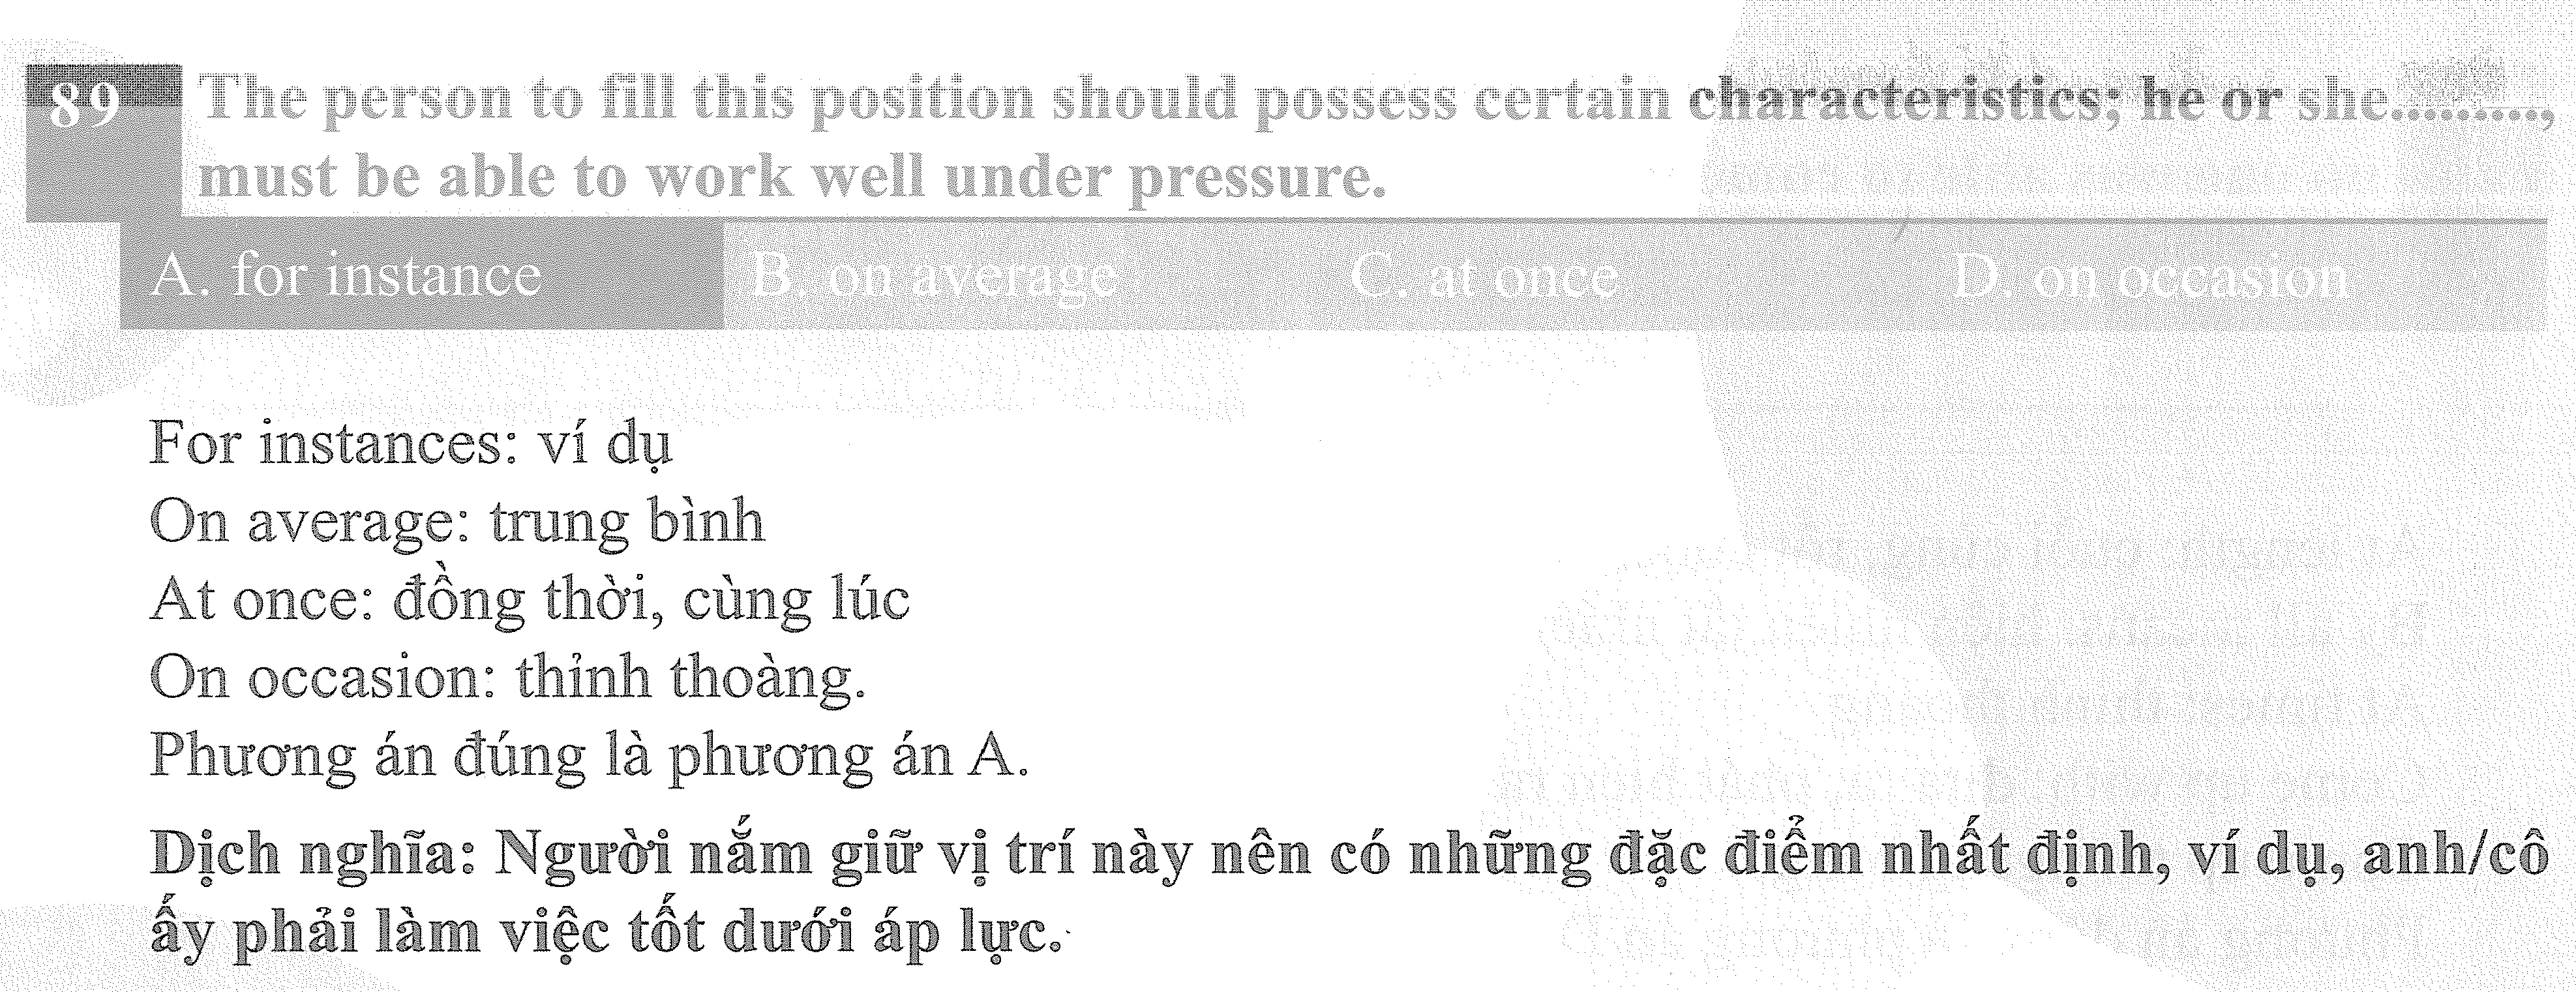 89 The person to fill this position should possess certain characteristics; he or she.........,
must be able to work well under pressure.
A. for instance B. on average C. at once D. on occasion
For instances: ví dụ
On average: trung bình
At once: đồng thời, cùng lúc
On occasion: thỉnh thoàng.
Phương án đúng là phương án A.
Dịch nghĩa: Người nắm giữ vị trí này nên có những đặc điểm nhất định, ví dụ, anh/cô
ấy phải làm việc tốt dưới áp lực.